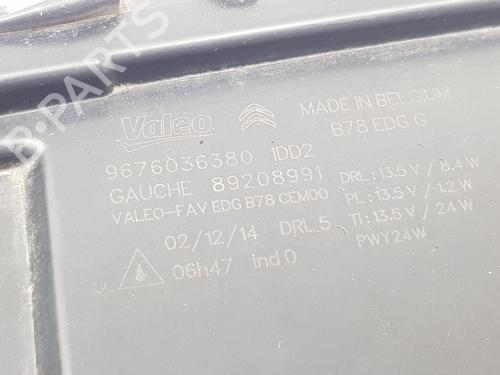 B-PARTS
Valeo
MADE IN BELGIUM
B78 EDG G
9676036380 1DD2
GAUCHE 89208991
VALEO-FAV EDG B78 CEM00
DRL : 13.5 V / 8.4 W
PL : 13.5 V / 1.2 W
TI : 13.5 V / 24 W
PWY24W
02/12/14 DRL.5
06h47 ind 0